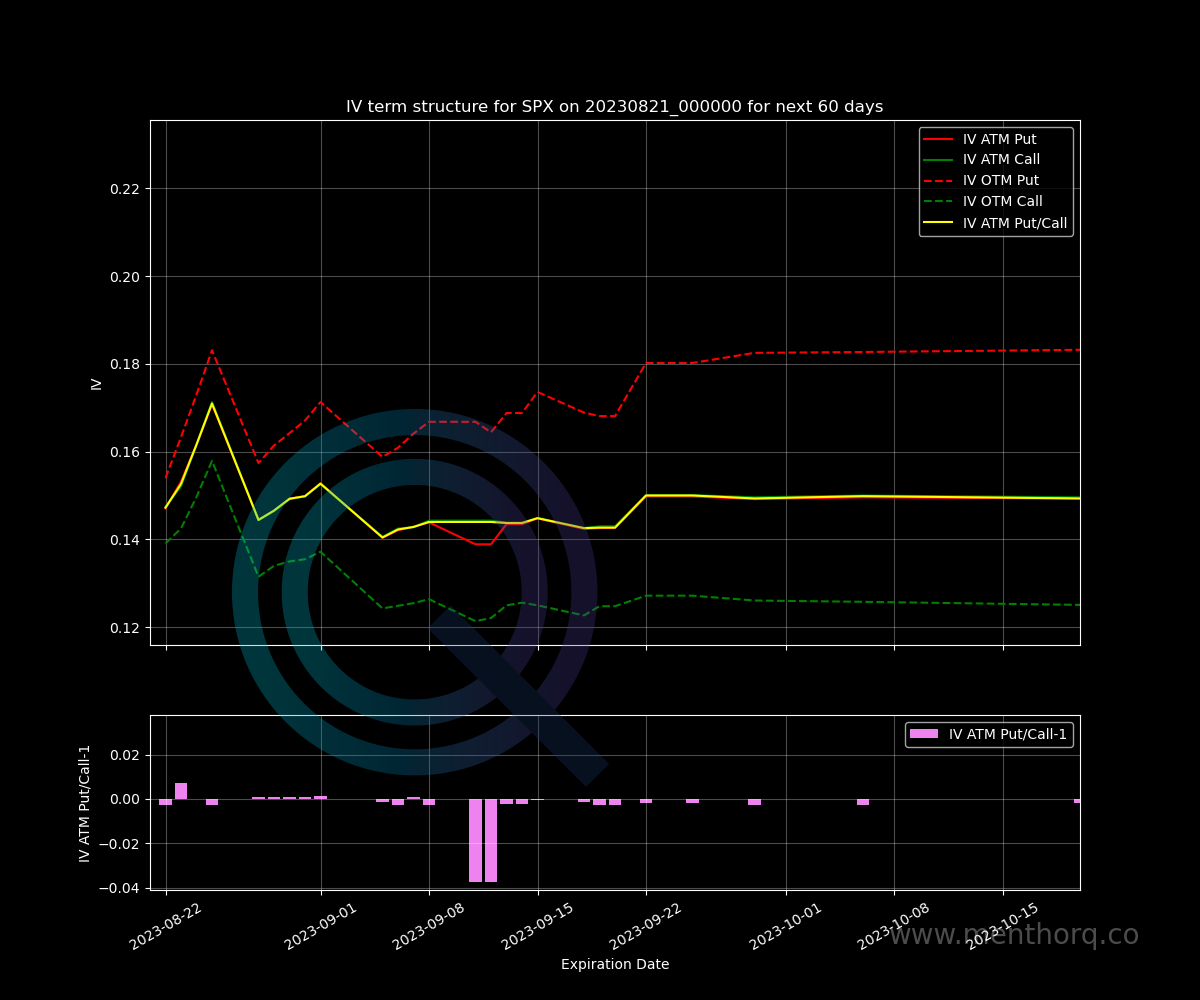 IV term structure for SPX on 20230821_000000 for next 60 days
IV ATM Put
IV ATM Call
IV OTM Put
IV OTM Call
IV ATM Put/Call
0.22
0.20
0.18
0.16
0.14
0.12
IV
IV ATM Put/Call-1
0.02
0.00
−0.02
−0.04
IV ATM Put/Call-1
2023-08-22
2023-09-01
2023-09-08
2023-09-15
2023-09-22
2023-10-01
2023-10-08
2023-10-15
www.menthorq.co
Expiration Date